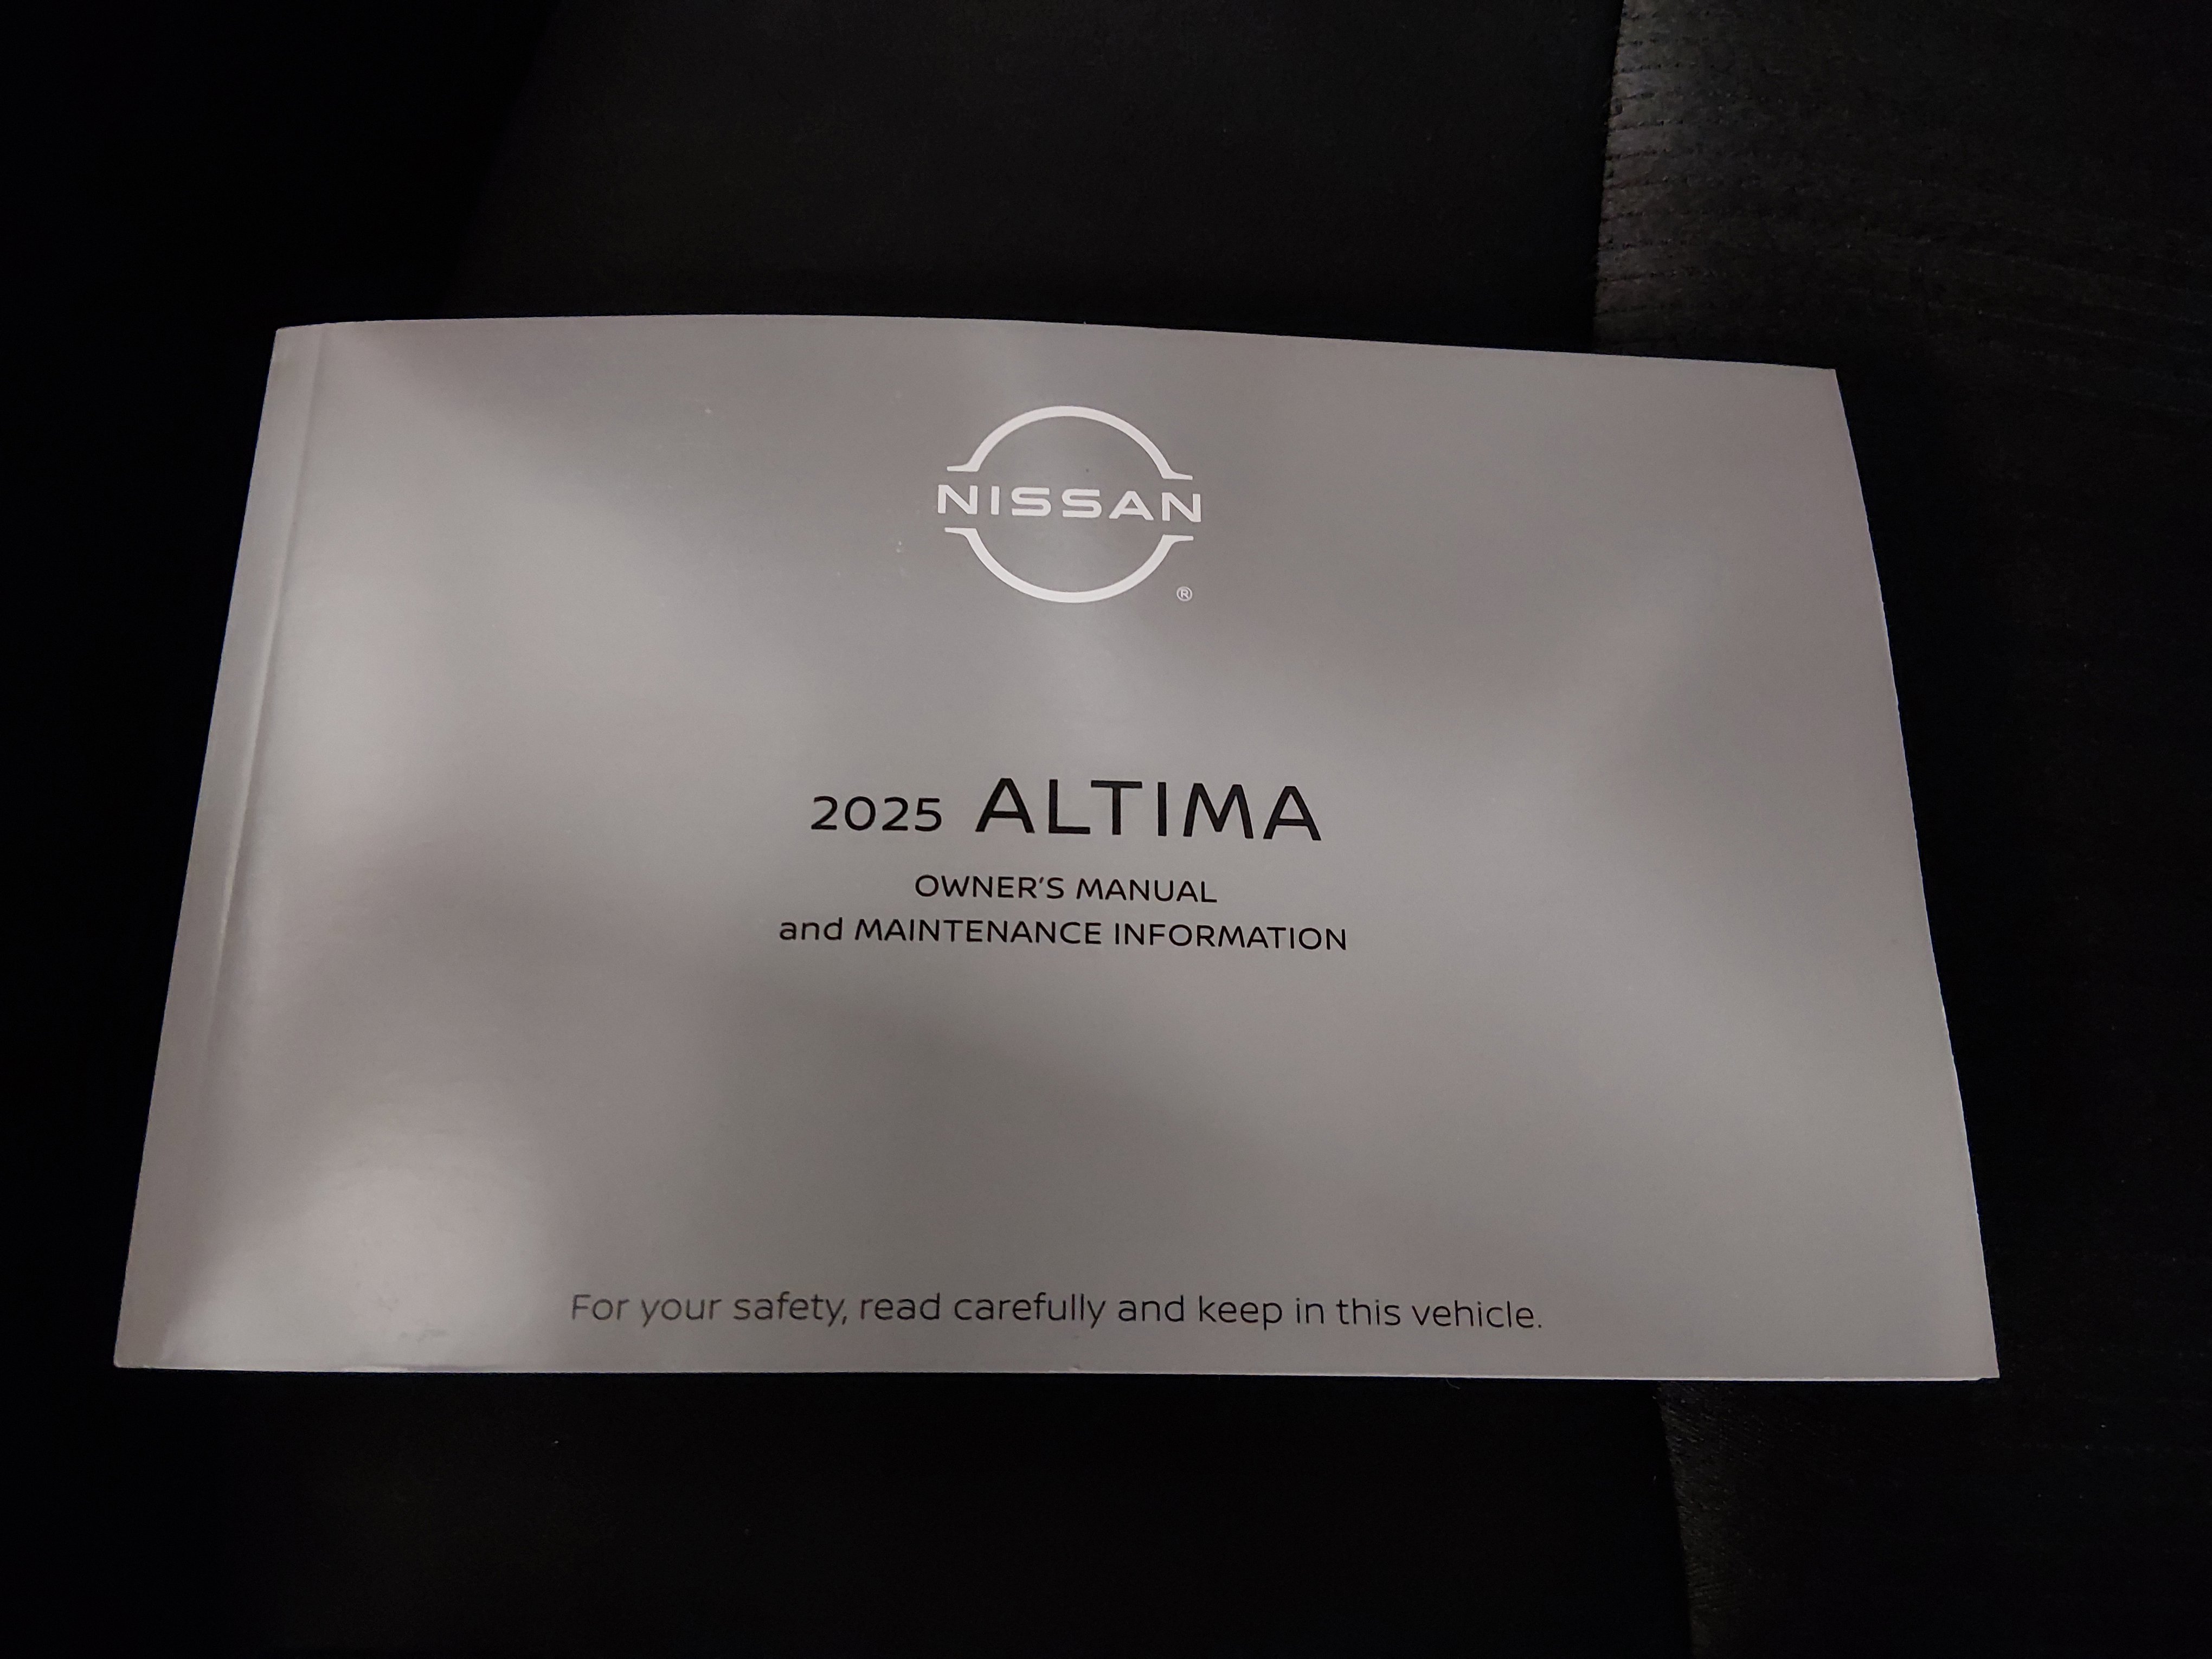 NISSAN
®
2025 ALTIMA
OWNER'S MANUAL
and MAINTENANCE INFORMATION
For your safety, read carefully and keep in this vehicle.